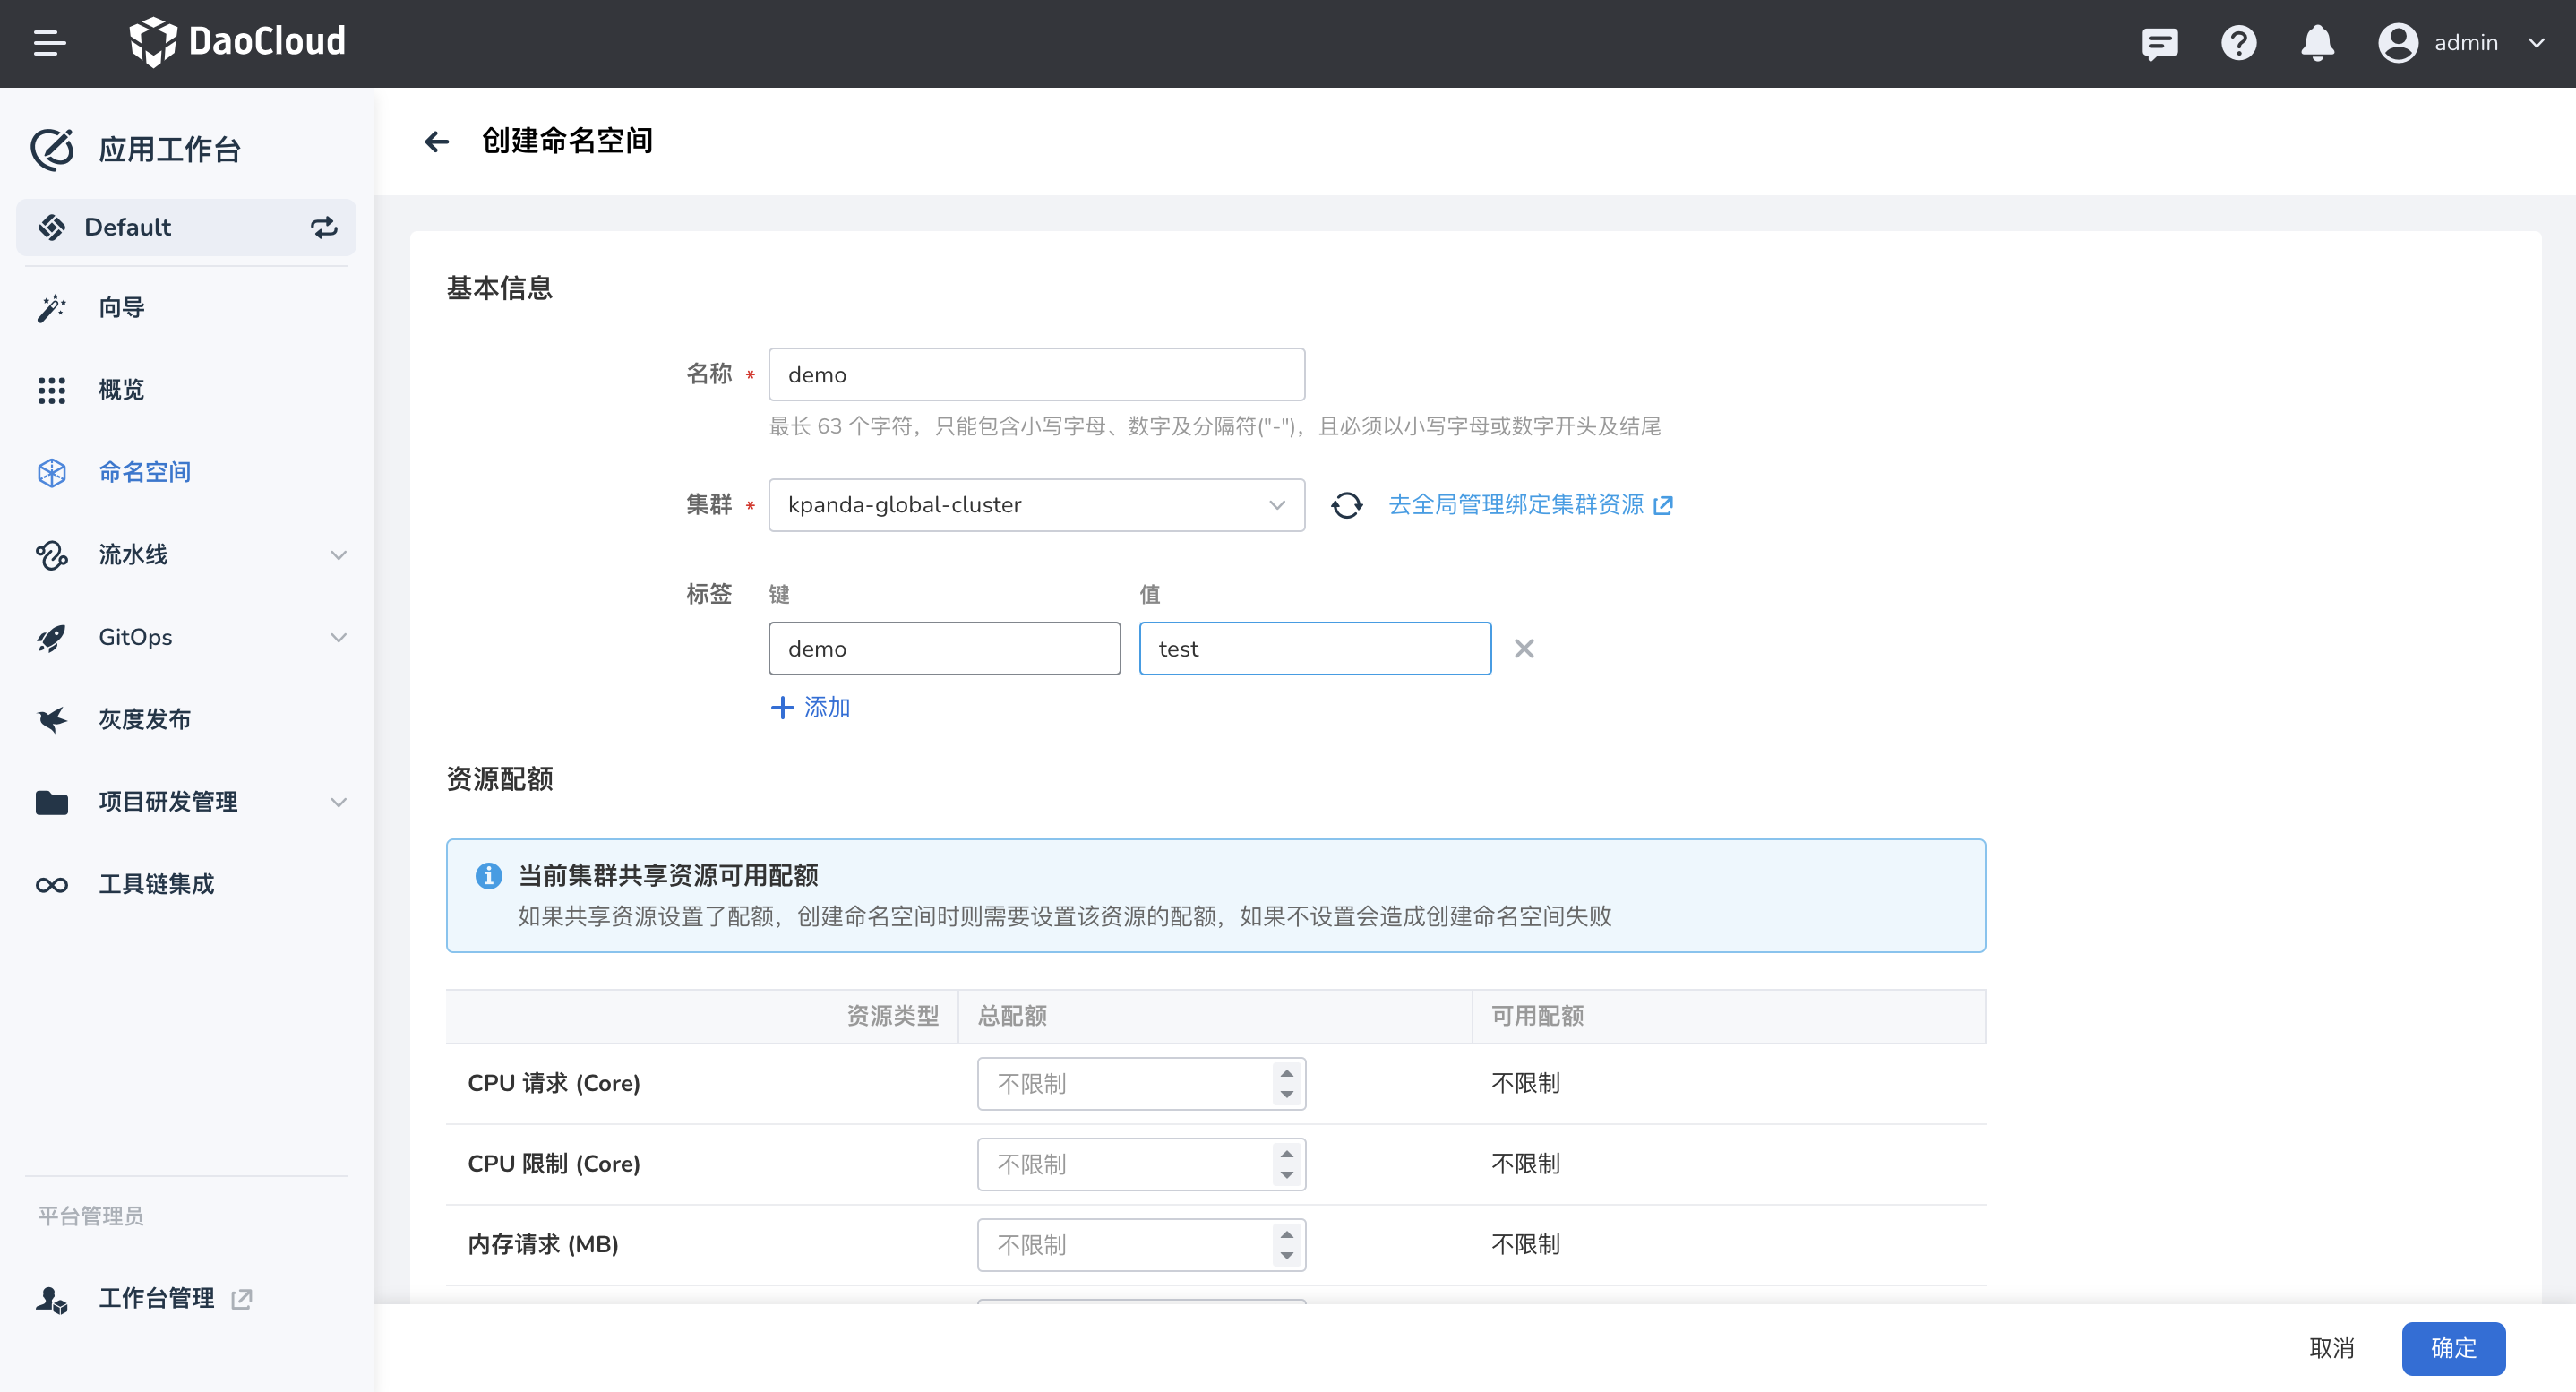 DaoCloud
admin
应用工作台
Default
向导
概览
命名空间
流水线
GitOps
灰度发布
项目研发管理
工具链集成
平台管理员
工作台管理
创建命名空间
基本信息
名称 * demo
最长 63 个字符，只能包含小写字母、数字及分隔符("-")，且必须以小写字母或数字开头及结尾
集群 * kpanda-global-cluster 去全局管理绑定集群资源
标签 键 值
demo test
添加
资源配额
当前集群共享资源可用配额
如果共享资源设置了配额，创建命名空间时则需要设置该资源的配额，如果不设置会造成创建命名空间失败
资源类型 总配额 可用配额
CPU 请求 (Core) 不限制 不限制
CPU 限制 (Core) 不限制 不限制
内存请求 (MB) 不限制 不限制
取消 确定